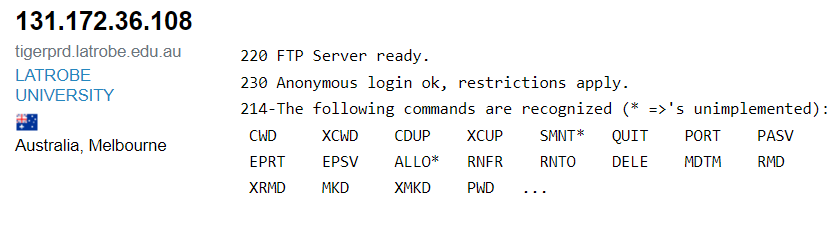 131.172.36.108
tigerprd.latrobe.edu.au
LATROBE
UNIVERSITY
Australia, Melbourne
220 FTP Server ready.
230 Anonymous login ok, restrictions apply.
214-The following commands are recognized (* =>'s unimplemented):
CWD XCWD CDUP XCUP SMNT* QUIT PORT PASV
EPRT EPSV ALLO* RNFR RNTO DELE MDTM RMD
XRMD MKD XMKD PWD ...